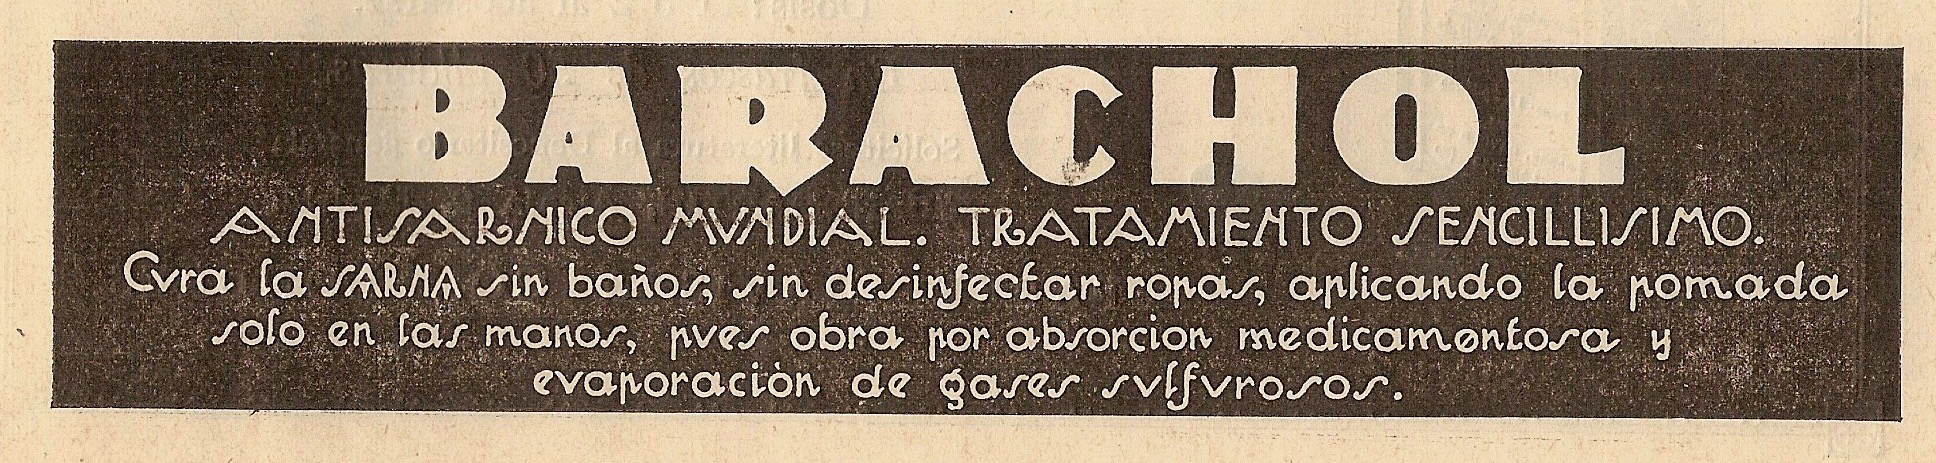 BARACHOL
ANTISARNICO MUNDIAL. TRATAMIENTO SENCILLISIMO.
Cura la SARNA sin baños, sin desinfectar ropas, aplicando la pomada
solo en las manos, pues obra por absorcion medicamentosa y
evaporaciòn de gases sulfurosos.